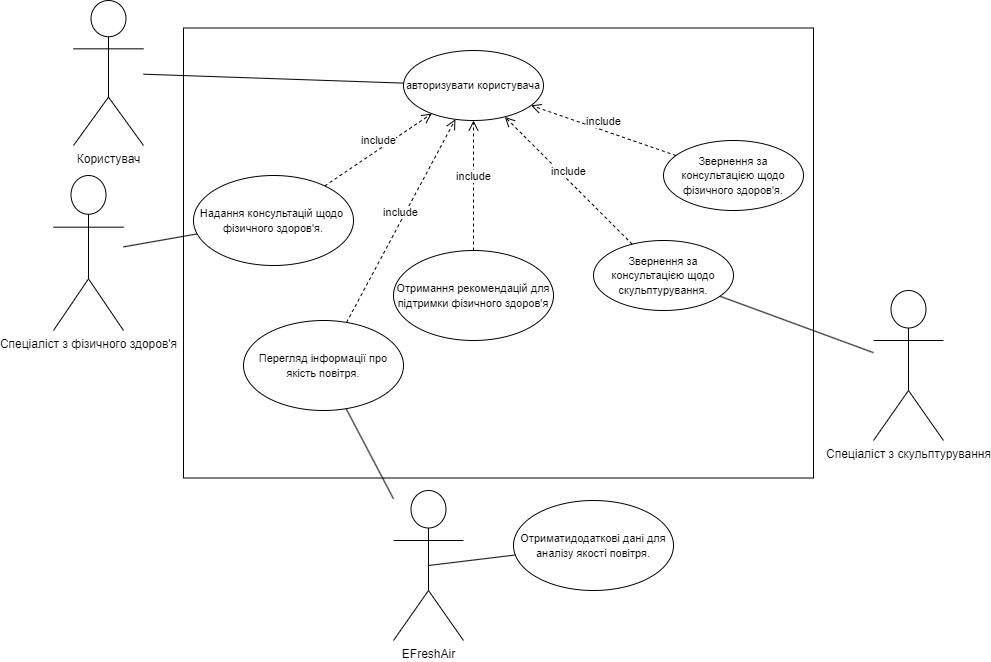 авторизувати користувача
include
include
include
include
include
Користувач
Звернення за
консультацією щодо
фізичного здоров'я.
Надання консультацій щодо
фізичного здоров'я.
Звернення за
консультацією щодо
скульптурування.
Отримання рекомендацій для
підтримки фізичного здоров'я
Спеціаліст з фізичного здоров'я
Перегляд інформації про
якість повітря.
Спеціаліст з скульптурування
Отриматидодаткові дані для
аналізу якості повітря.
EFreshAir